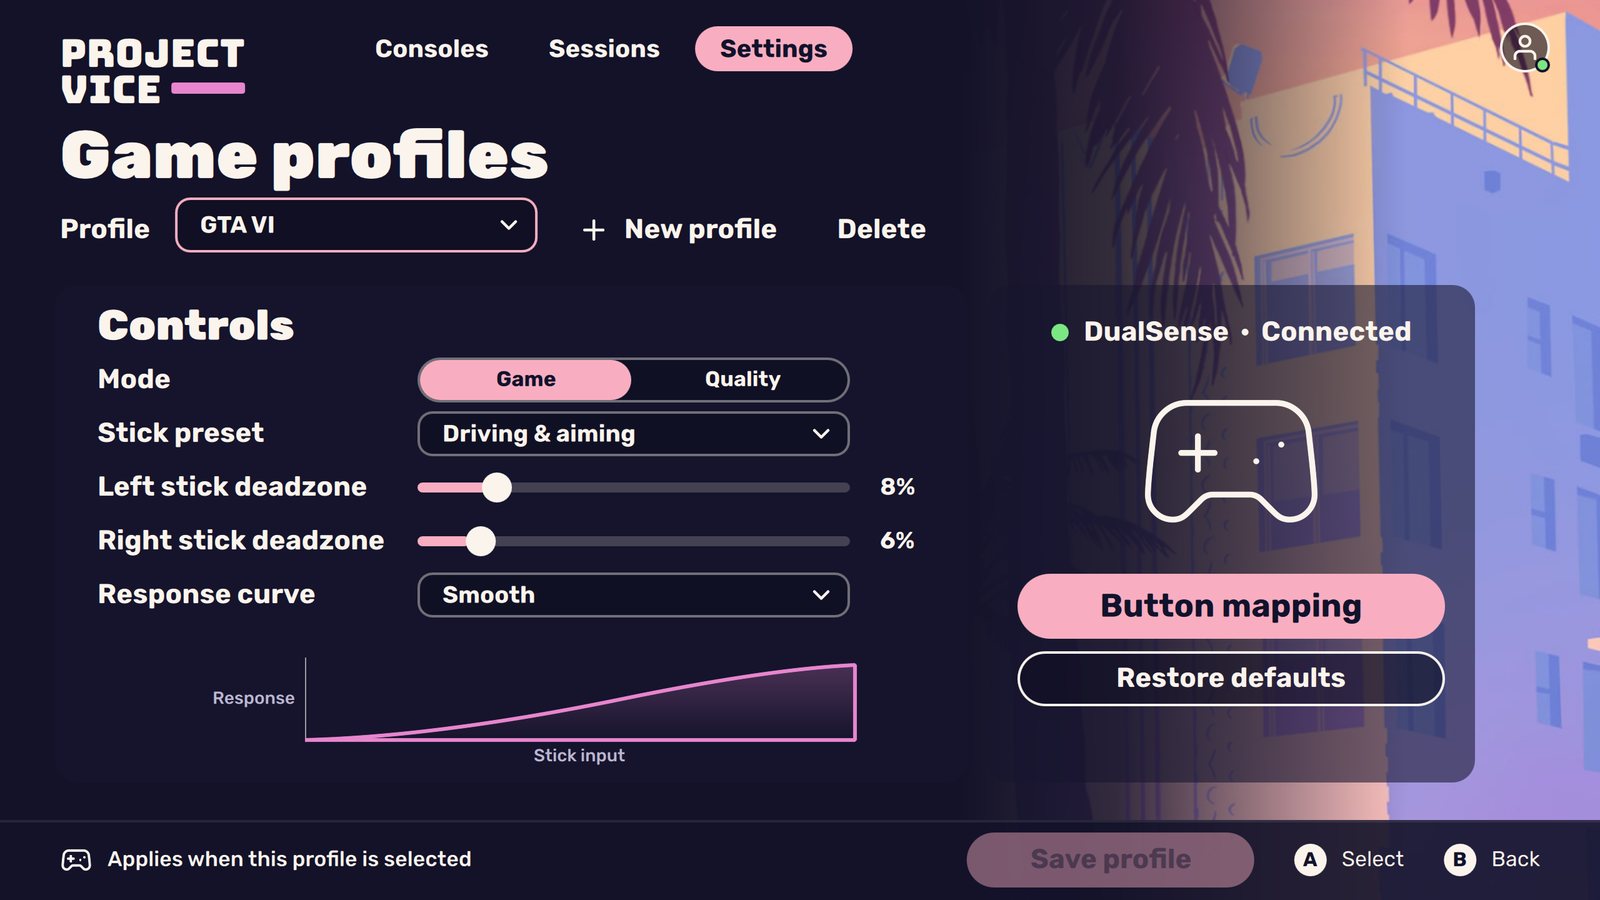 PROJECT
VICE
Consoles
Sessions
Settings
Game profiles
Profile
GTA VI
New profile
Delete
Controls
Mode
Game
Quality
Stick preset
Driving & aiming
Left stick deadzone
8%
Right stick deadzone
6%
Response curve
Smooth
Response
Stick input
DualSense • Connected
Button mapping
Restore defaults
Applies when this profile is selected
Save profile
A Select
B Back